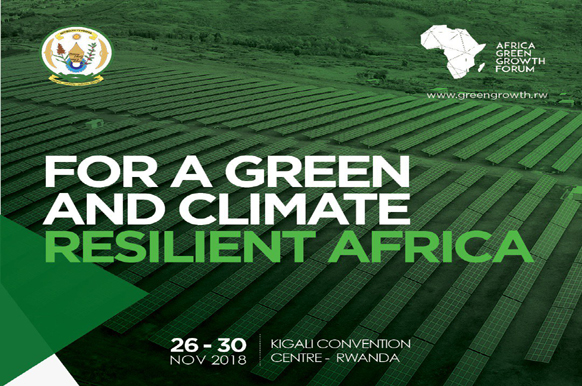 AFRICA
GREEN
GROWTH
FORUM
www.greengrowth.rw
FOR A GREEN
AND CLIMATE
RESILIENT AFRICA
26 - 30
NOV 2018
KIGALI CONVENTION
CENTRE - RWANDA